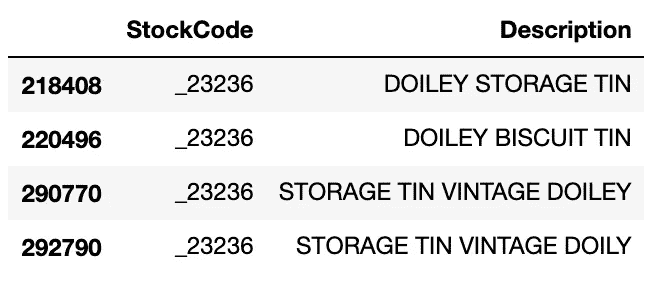 StockCode Description
218408 _23236 DOILEY STORAGE TIN
220496 _23236 DOILEY BISCUIT TIN
290770 _23236 STORAGE TIN VINTAGE DOILEY
292790 _23236 STORAGE TIN VINTAGE DOILY